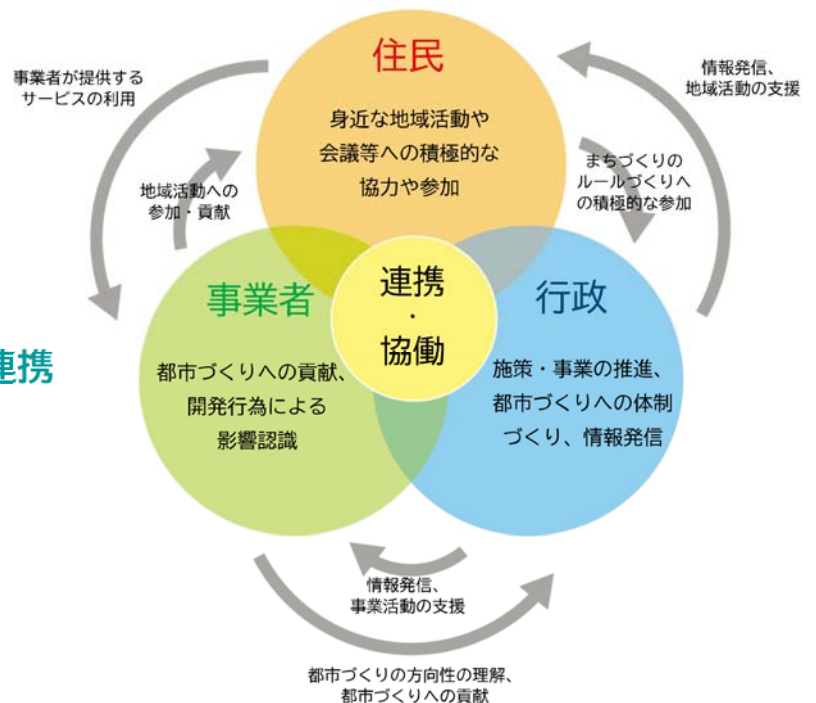 住民
身近な地域活動や
会議等への積極的な
協力や参加
事業者が提供する
サービスの利用
地域活動への
参加・貢献
情報発信、
地域活動の支援
まちづくりの
ルールづくりへ
の積極的な参加
連携
・
協働
事業者
都市づくりへの貢献、
開発行為による
影響認識
行政
施策・事業の推進、
都市づくりへの体制
づくり、情報発信
連携
情報発信、
事業活動の支援
都市づくりの方向性の理解、
都市づくりへの貢献